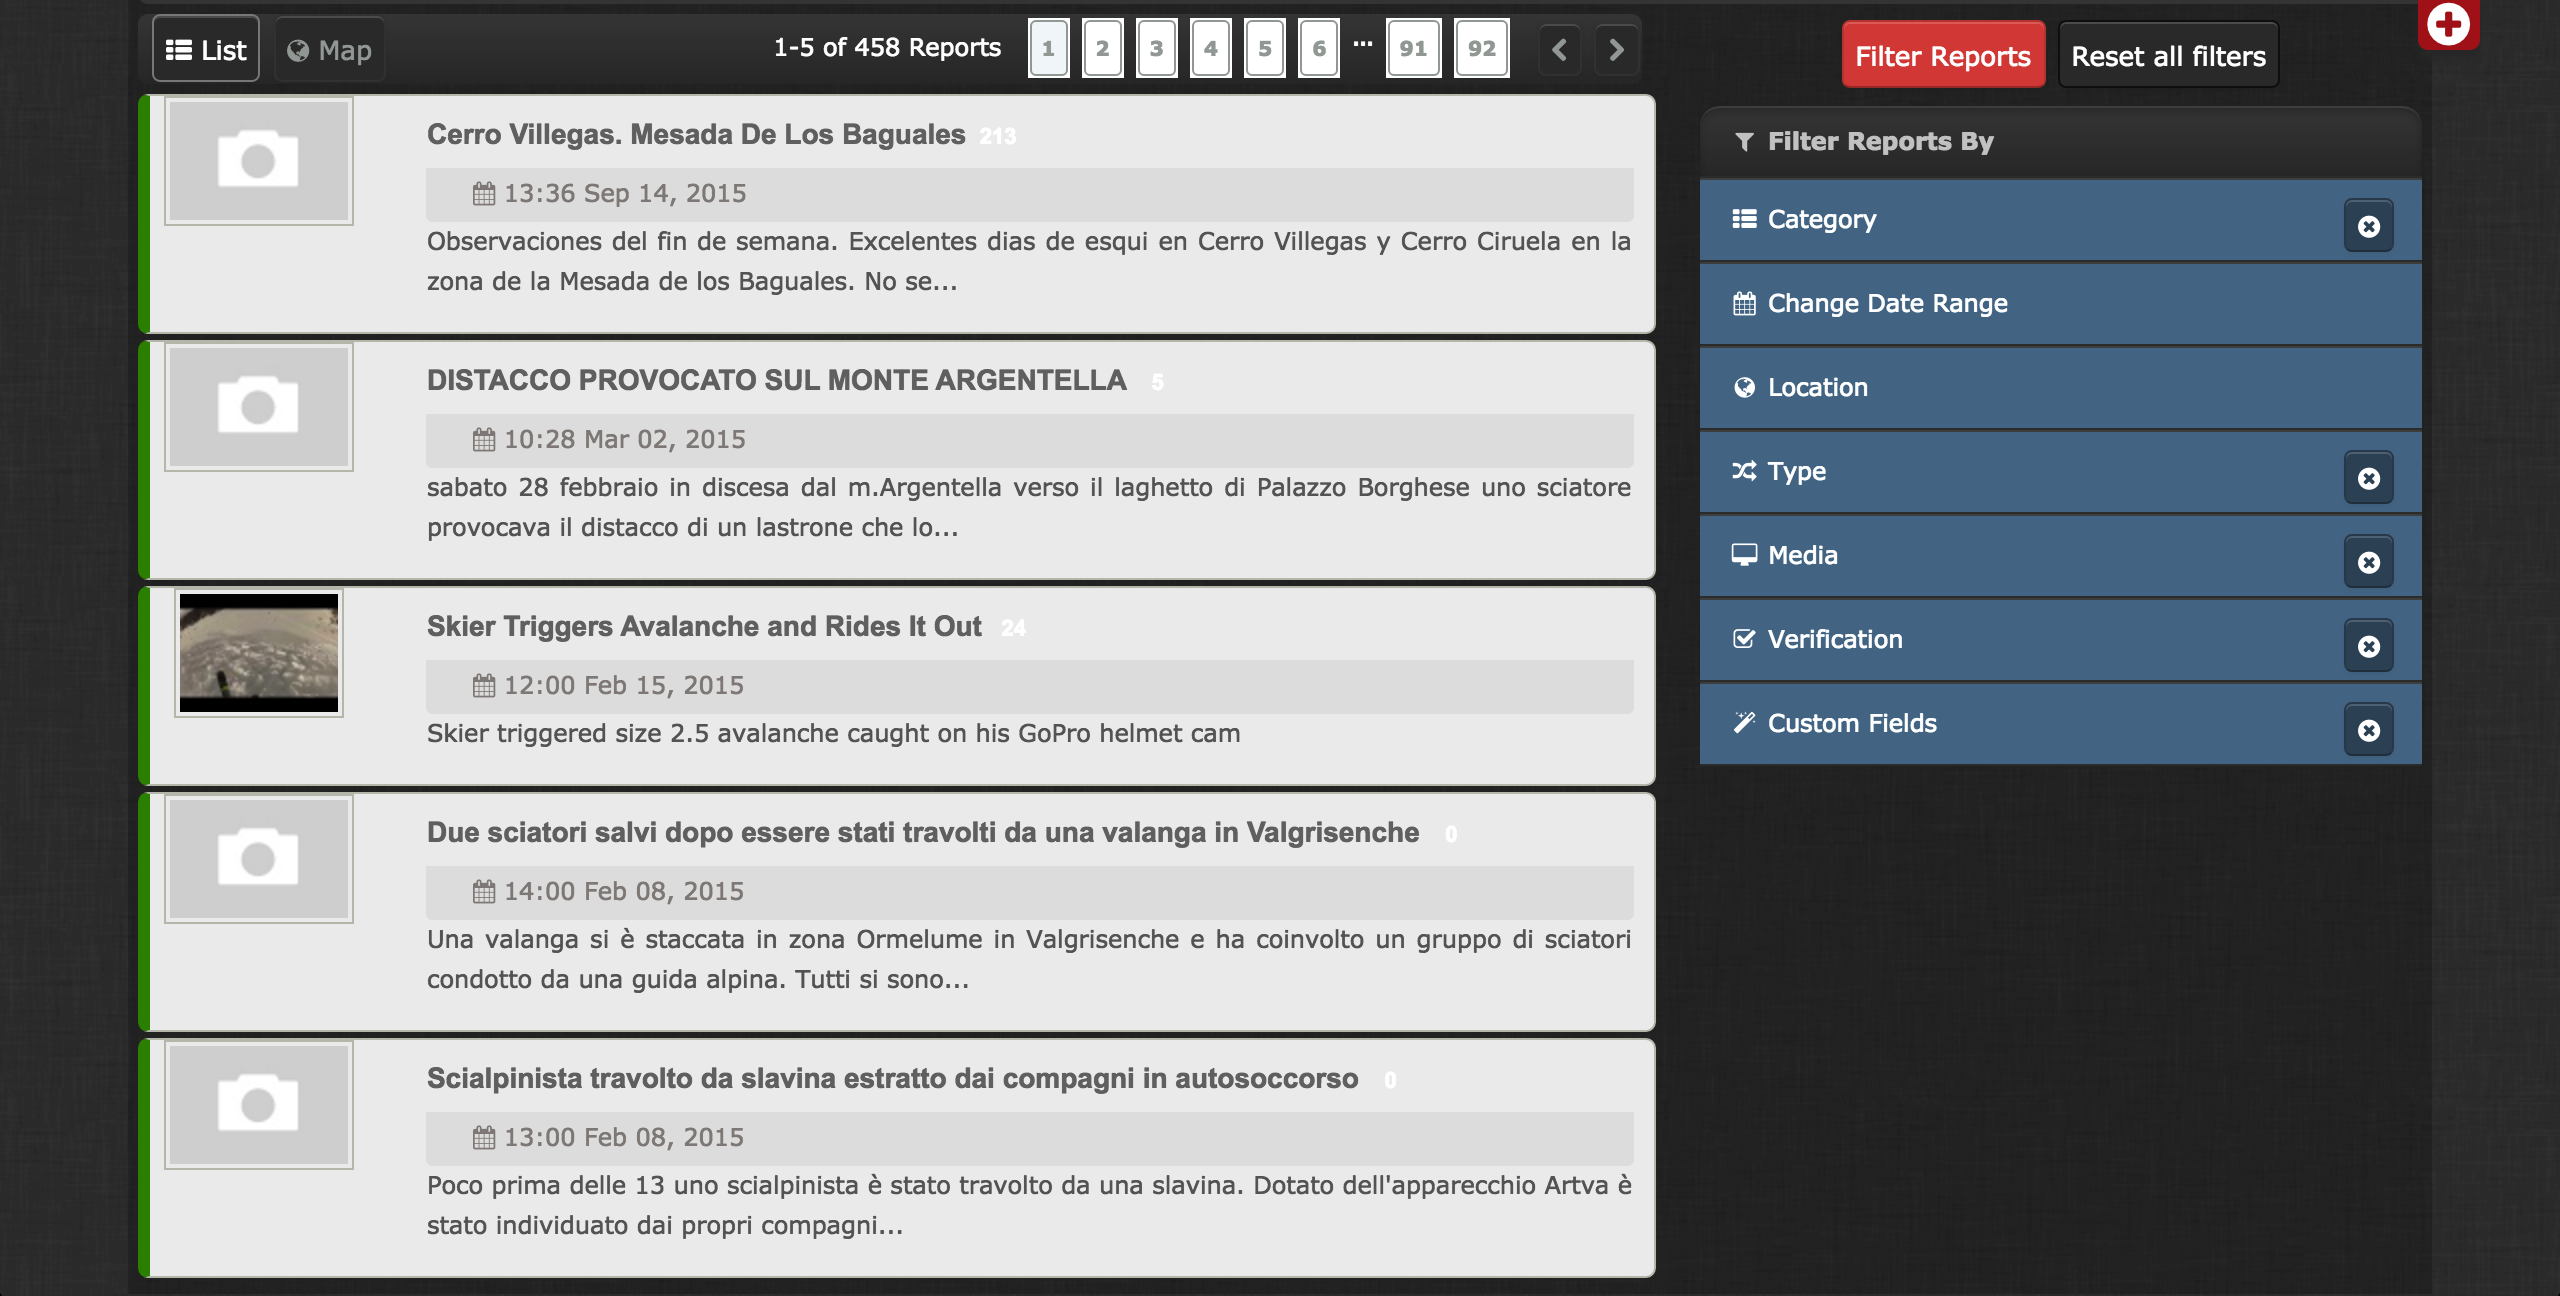 List
Map
1-5 of 458 Reports
1 2 3 4 5 6 ... 91 92
Filter Reports
Reset all filters
Cerro Villegas. Mesada De Los Baguales 213
13:36 Sep 14, 2015
Observaciones del fin de semana. Excelentes dias de esqui en Cerro Villegas y Cerro Ciruela en la
zona de la Mesada de los Baguales. No se...
DISTACCO PROVOCATO SUL MONTE ARGENTELLA 5
10:28 Mar 02, 2015
sabato 28 febbraio in discesa dal m.Argentella verso il laghetto di Palazzo Borghese uno sciatore
provocava il distacco di un lastrone che lo...
Skier Triggers Avalanche and Rides It Out 24
12:00 Feb 15, 2015
Skier triggered size 2.5 avalanche caught on his GoPro helmet cam
Due sciatori salvi dopo essere stati travolti da una valanga in Valgrisenche 0
14:00 Feb 08, 2015
Una valanga si è staccata in zona Ormelume in Valgrisenche e ha coinvolto un gruppo di sciatori
condotto da una guida alpina. Tutti si sono...
Scialpinista travolto da slavina estratto dai compagni in autosoccorso 0
13:00 Feb 08, 2015
Poco prima delle 13 uno scialpinista è stato travolto da una slavina. Dotato dell'apparecchio Artva è
stato individuato dai propri compagni...
Filter Reports By
Category
Change Date Range
Location
Type
Media
Verification
Custom Fields